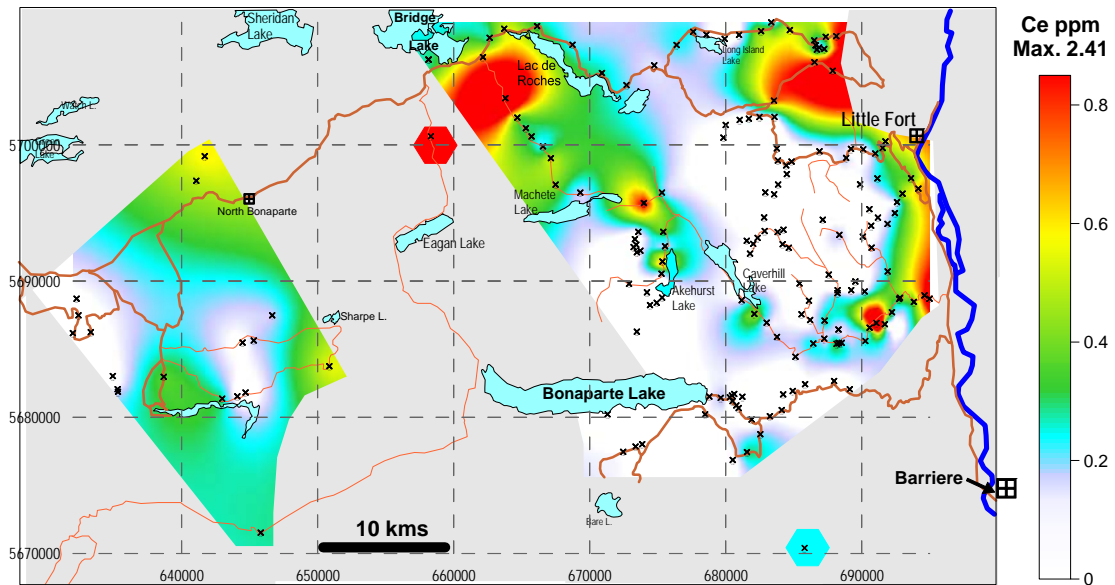 Ce ppm
Max. 2.41
Sheridan
Lake
Bridge
Lake
Lac de
Roches
Long Island
Lake
Little Fort
Lake
5700000
Machete
Lake
North Bonaparte
Eagan Lake
Caverhill
Lake
5690000
Akehurst
Lake
Sharpe L.
Bonaparte Lake
5680000
Barriere
Bare L.
10 kms
5670000
640000
650000
660000
670000
680000
690000
0.8
0.6
0.4
0.2
0